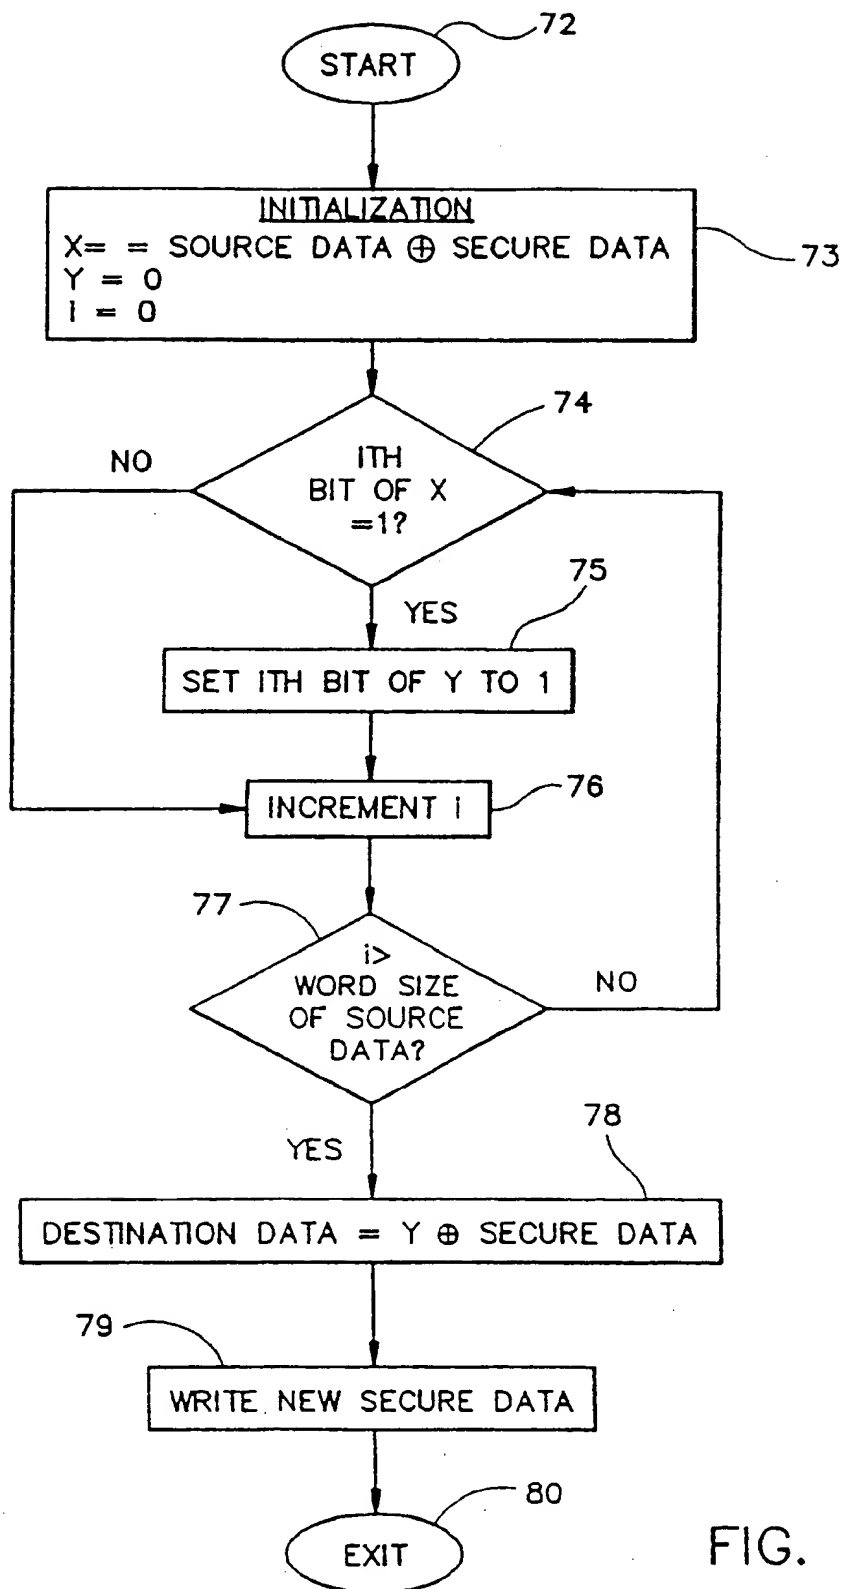 72
START
INITIALIZATION
X= = SOURCE DATA ⊕ SECURE DATA
Y = 0
i = 0
73
74
ITH
BIT OF X
=1?
NO
YES
75
SET ITH BIT OF Y TO 1
76
INCREMENT i
77
i>
WORD SIZE
OF SOURCE
DATA?
NO
YES
78
DESTINATION DATA = Y ⊕ SECURE DATA
79
WRITE NEW SECURE DATA
80
EXIT
FIG.